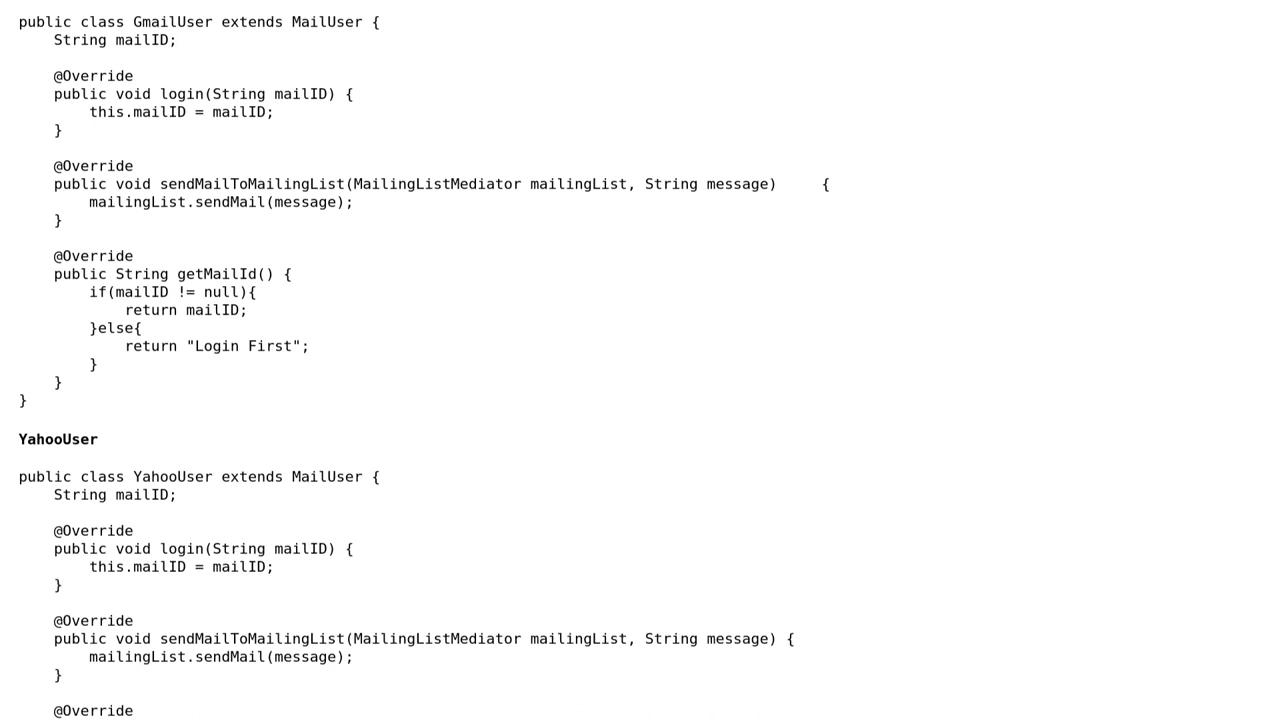 public class GmailUser extends MailUser {
    String mailID;

    @Override
    public void login(String mailID) {
        this.mailID = mailID;
    }

    @Override
    public void sendMailToMailingList(MailingListMediator mailingList, String message)     {
        mailingList.sendMail(message);
    }

    @Override
    public String getMailId() {
        if(mailID != null){
            return mailID;
        }else{
            return "Login First";
        }
    }
}

YahooUser

public class YahooUser extends MailUser {
    String mailID;

    @Override
    public void login(String mailID) {
        this.mailID = mailID;
    }

    @Override
    public void sendMailToMailingList(MailingListMediator mailingList, String message) {
        mailingList.sendMail(message);
    }

    @Override